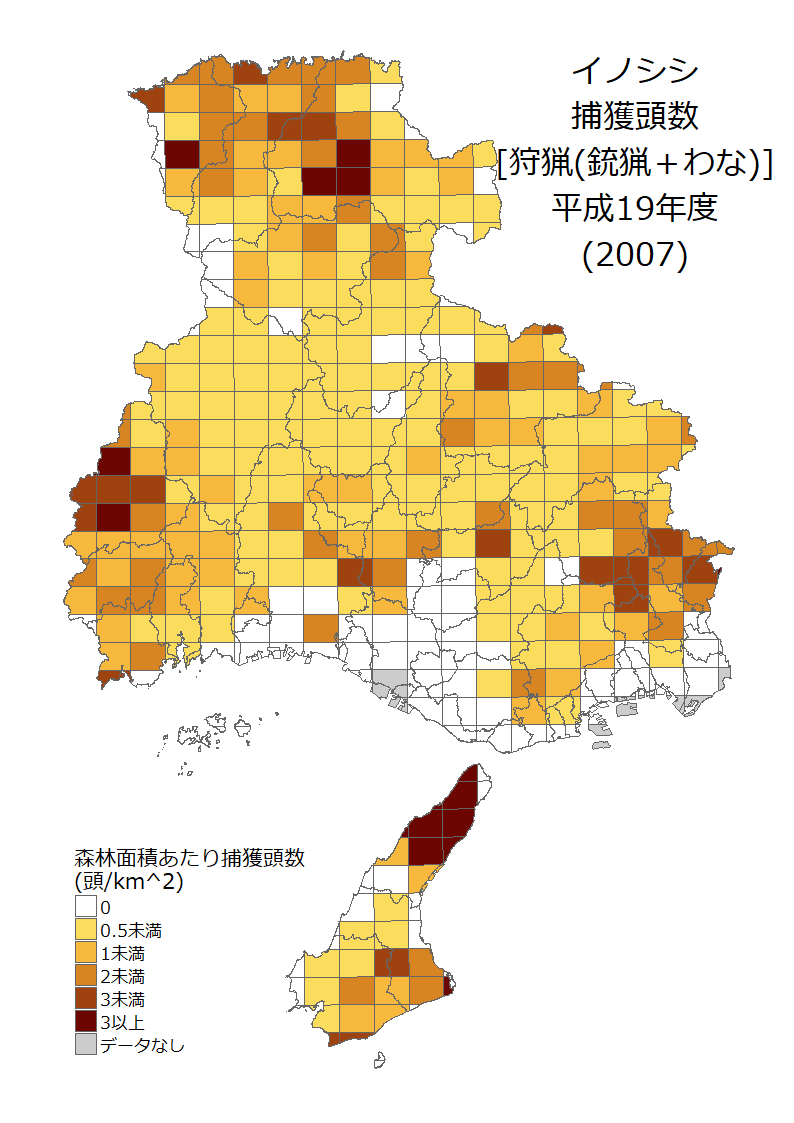 イノシシ
捕獲頭数
[狩猟(銃猟＋わな)]
平成19年度
(2007)
森林面積あたり捕獲頭数
(頭/km^2)
0
0.5未満
1未満
2未満
3未満
3以上
データなし